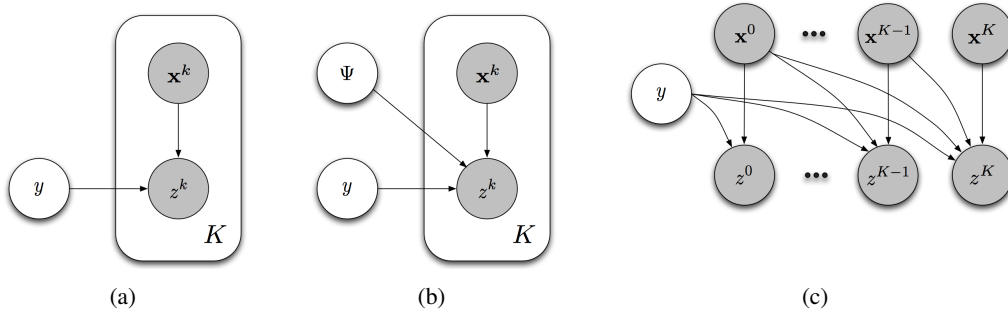 x^k
z^k
y
K
(a)
Ψ
x^k
y
z^k
K
(b)
x^0 ••• x^{K−1} x^K
y
z^0 ••• z^{K−1} z^K
(c)